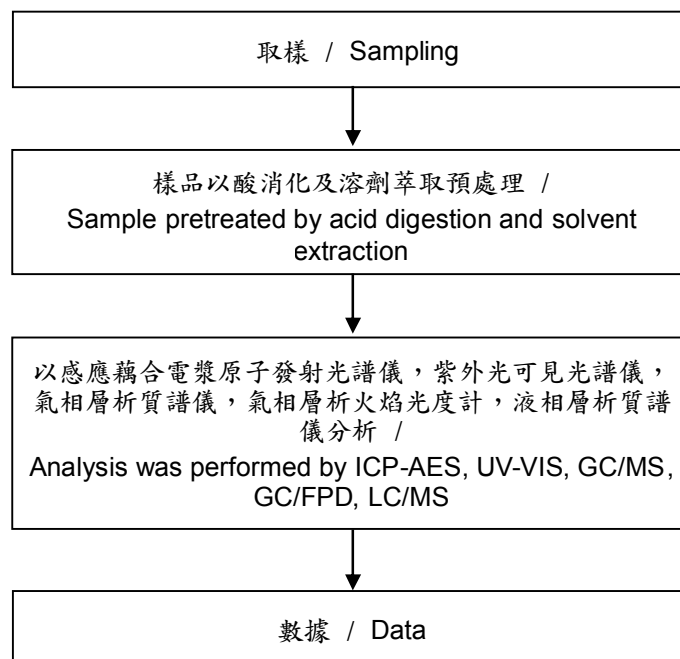 取樣 / Sampling
樣品以酸消化及溶劑萃取預處理 /
Sample pretreated by acid digestion and solvent
extraction
以感應藕合電漿原子發射光譜儀，紫外光可見光譜儀，
氣相層析質譜儀，氣相層析火焰光度計，液相層析質譜
儀分析 /
Analysis was performed by ICP-AES, UV-VIS, GC/MS,
GC/FPD, LC/MS
數據 / Data